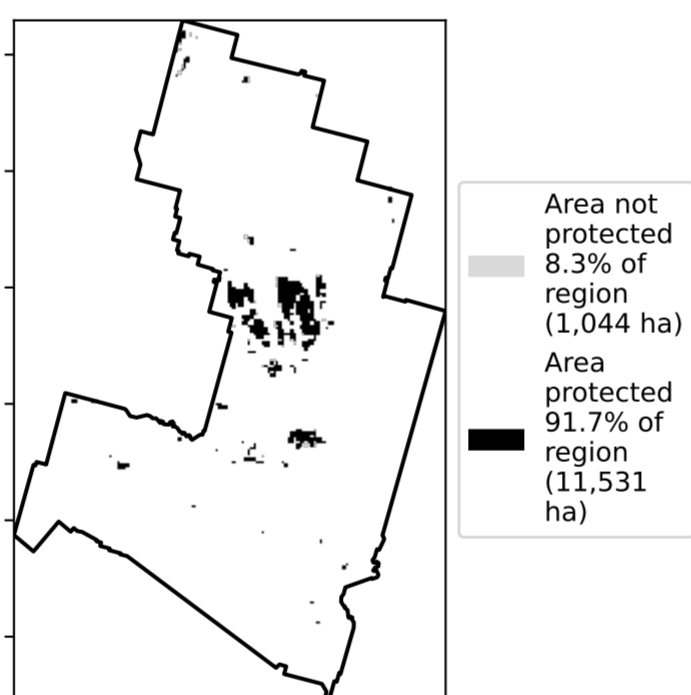 Area not
protected
8.3% of
region
(1,044 ha)
Area
protected
91.7% of
region
(11,531
ha)